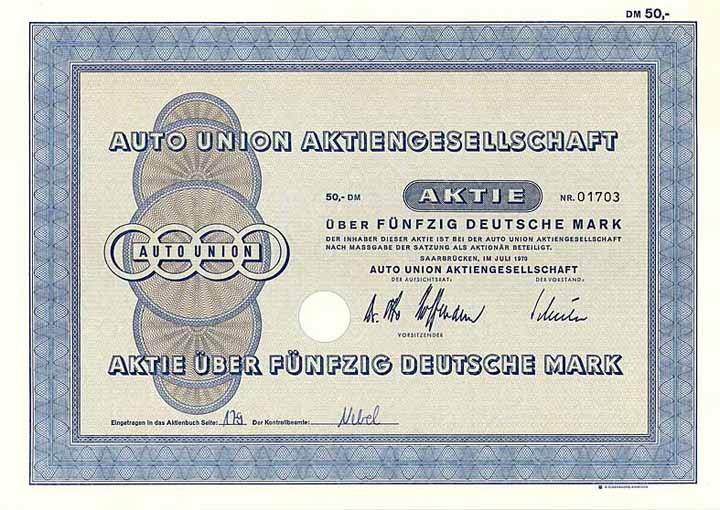 DM 50,-
AUTO UNION AKTIENGESELLSCHAFT
50,- DM AKTIE NR. 01703
ÜBER FÜNFZIG DEUTSCHE MARK
DER INHABER DIESER AKTIE IST BEI DER AUTO UNION AKTIENGESELLSCHAFT
NACH MASSGABE DER SATZUNG ALS AKTIONÄR BETEILIGT.
SAARBRÜCKEN, IM JULI 1970
AUTO UNION AKTIENGESELLSCHAFT
DER AUFSICHTSRAT: DER VORSTAND:
AUTO UNION
VORSITZENDER
AKTIE ÜBER FÜNFZIG DEUTSCHE MARK
Eingetragen in das Aktienbuch Seite: 179 Der Kontrollbeamte: Nebel